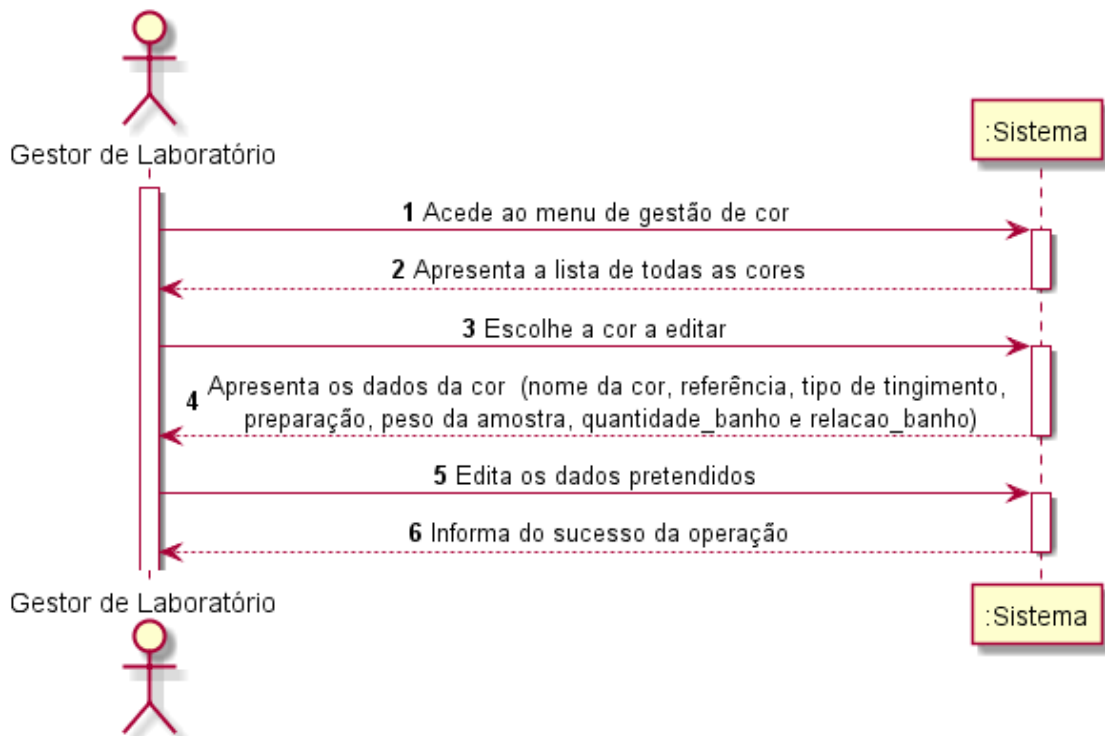 Gestor de Laboratório
:Sistema
1 Acede ao menu de gestão de cor
2 Apresenta a lista de todas as cores
3 Escolhe a cor a editar
4 Apresenta os dados da cor (nome da cor, referência, tipo de tingimento,
preparação, peso da amostra, quantidade_banho e relacao_banho)
5 Edita os dados pretendidos
6 Informa do sucesso da operação
Gestor de Laboratório
:Sistema